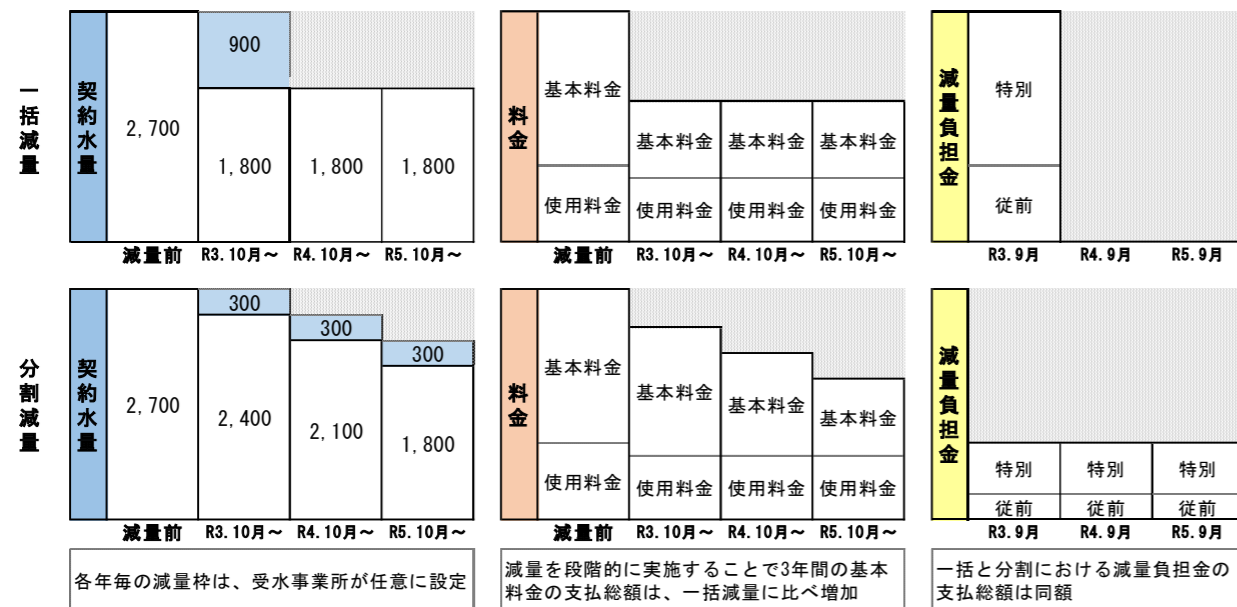 一括減量
契約水量
2,700
900
1,800
1,800
1,800
減量前 R3.10月～ R4.10月～ R5.10月～
料金
基本料金
使用料金
基本料金 基本料金 基本料金
使用料金 使用料金 使用料金
減量前 R3.10月～ R4.10月～ R5.10月～
減量負担金
特別
従前
R3.9月 R4.9月 R5.9月
分割減量
契約水量
2,700
300
2,400
300
2,100
300
1,800
減量前 R3.10月～ R4.10月～ R5.10月～
各年毎の減量枠は、受水事業所が任意に設定
料金
基本料金
使用料金
基本料金
基本料金
基本料金
使用料金 使用料金 使用料金
減量前 R3.10月～ R4.10月～ R5.10月～
減量を段階的に実施することで3年間の基本
料金の支払総額は、一括減量に比べ増加
減量負担金
特別 特別 特別
従前 従前 従前
R3.9月 R4.9月 R5.9月
一括と分割における減量負担金の
支払総額は同額